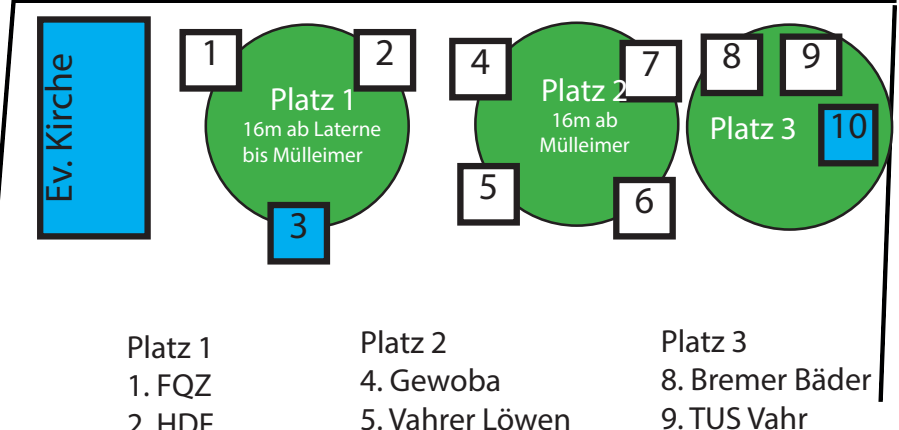 Ev. Kirche
1
2
Platz 1
16m ab Laterne
bis Mülleimer
3
4
7
Platz 2
16m ab
Mülleimer
5
6
8
9
Platz 3
10
Platz 1
1. FQZ
2. HDF
Platz 2
4. Gewoba
5. Vahrer Löwen
Platz 3
8. Bremer Bäder
9. TUS Vahr